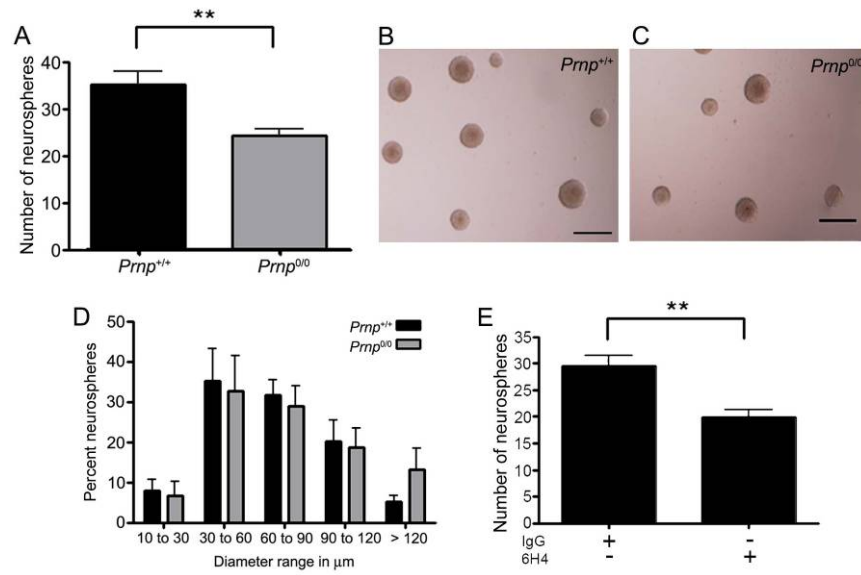 A
**
Number of neurospheres
40
30
20
10
0
Prnp+/+
Prnp0/0
B
Prnp+/+
C
Prnp0/0
D
Percent neurospheres
50
40
30
20
10
0
Prnp+/+
Prnp0/0
10 to 30 30 to 60 60 to 90 90 to 120 > 120
Diameter range in μm
E
**
Number of neurospheres
35
30
25
20
15
10
5
0
IgG + -
6H4 - +